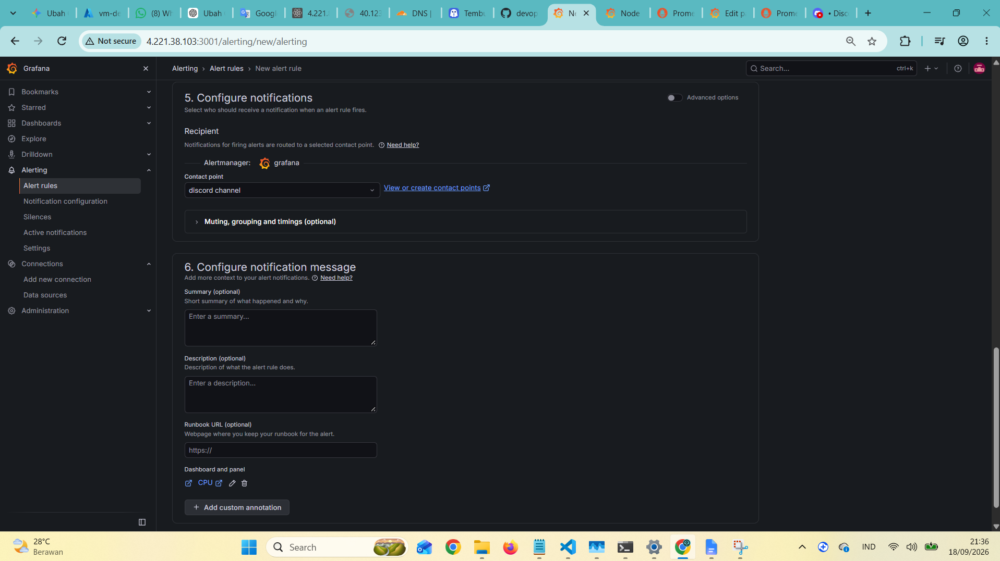 Ubah
vm-de
(8) Wh
Ubah
Googl
4.221.
40.123
DNS |
Tembu
devop
Ne
Node
Prome
Edit p
Prome
• Disc
Not secure
4.221.38.103:3001/alerting/new/alerting
Grafana
Alerting › Alert rules › New alert rule
Search...
ctrl+k
Bookmarks
Starred
Dashboards
Explore
Drilldown
Alerting
Alert rules
Notification configuration
Silences
Active notifications
Settings
Connections
Add new connection
Data sources
Administration
5. Configure notifications
Advanced options
Select who should receive a notification when an alert rule fires.
Recipient
Notifications for firing alerts are routed to a selected contact point. Need help?
Alertmanager: grafana
Contact point
discord channel
View or create contact points
Muting, grouping and timings (optional)
6. Configure notification message
Add more context to your alert notifications. Need help?
Summary (optional)
Short summary of what happened and why.
Enter a summary...
Description (optional)
Description of what the alert rule does.
Enter a description...
Runbook URL (optional)
Webpage where you keep your runbook for the alert.
https://
Dashboard and panel
CPU
+ Add custom annotation
28°C
Berawan
Search
IND
21:36
18/09/2026